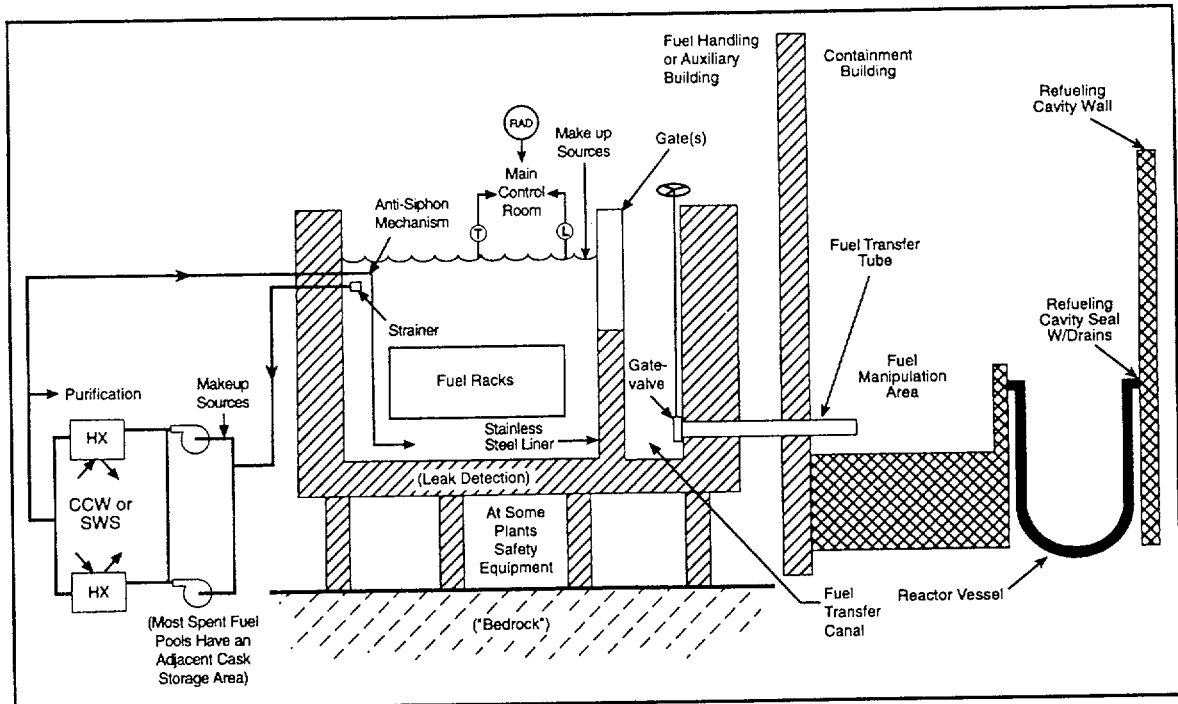 Fuel Handling
or Auxiliary
Building
Containment
Building
Refueling
Cavity Wall
RAD
Make up
Sources
Gate(s)
Main
Control
Room
Anti-Siphon
Mechanism
T
L
Fuel Transfer
Tube
Strainer
Refueling
Cavity Seal
W/Drains
Fuel Racks
Gate-
valve
Fuel
Manipulation
Area
Purification
Makeup
Sources
Stainless
Steel Liner
HX
CCW or
SWS
HX
(Leak Detection)
At Some
Plants
Safety
Equipment
Fuel
Transfer
Canal
Reactor Vessel
(Most Spent Fuel
Pools Have an
Adjacent Cask
Storage Area)
("Bedrock")